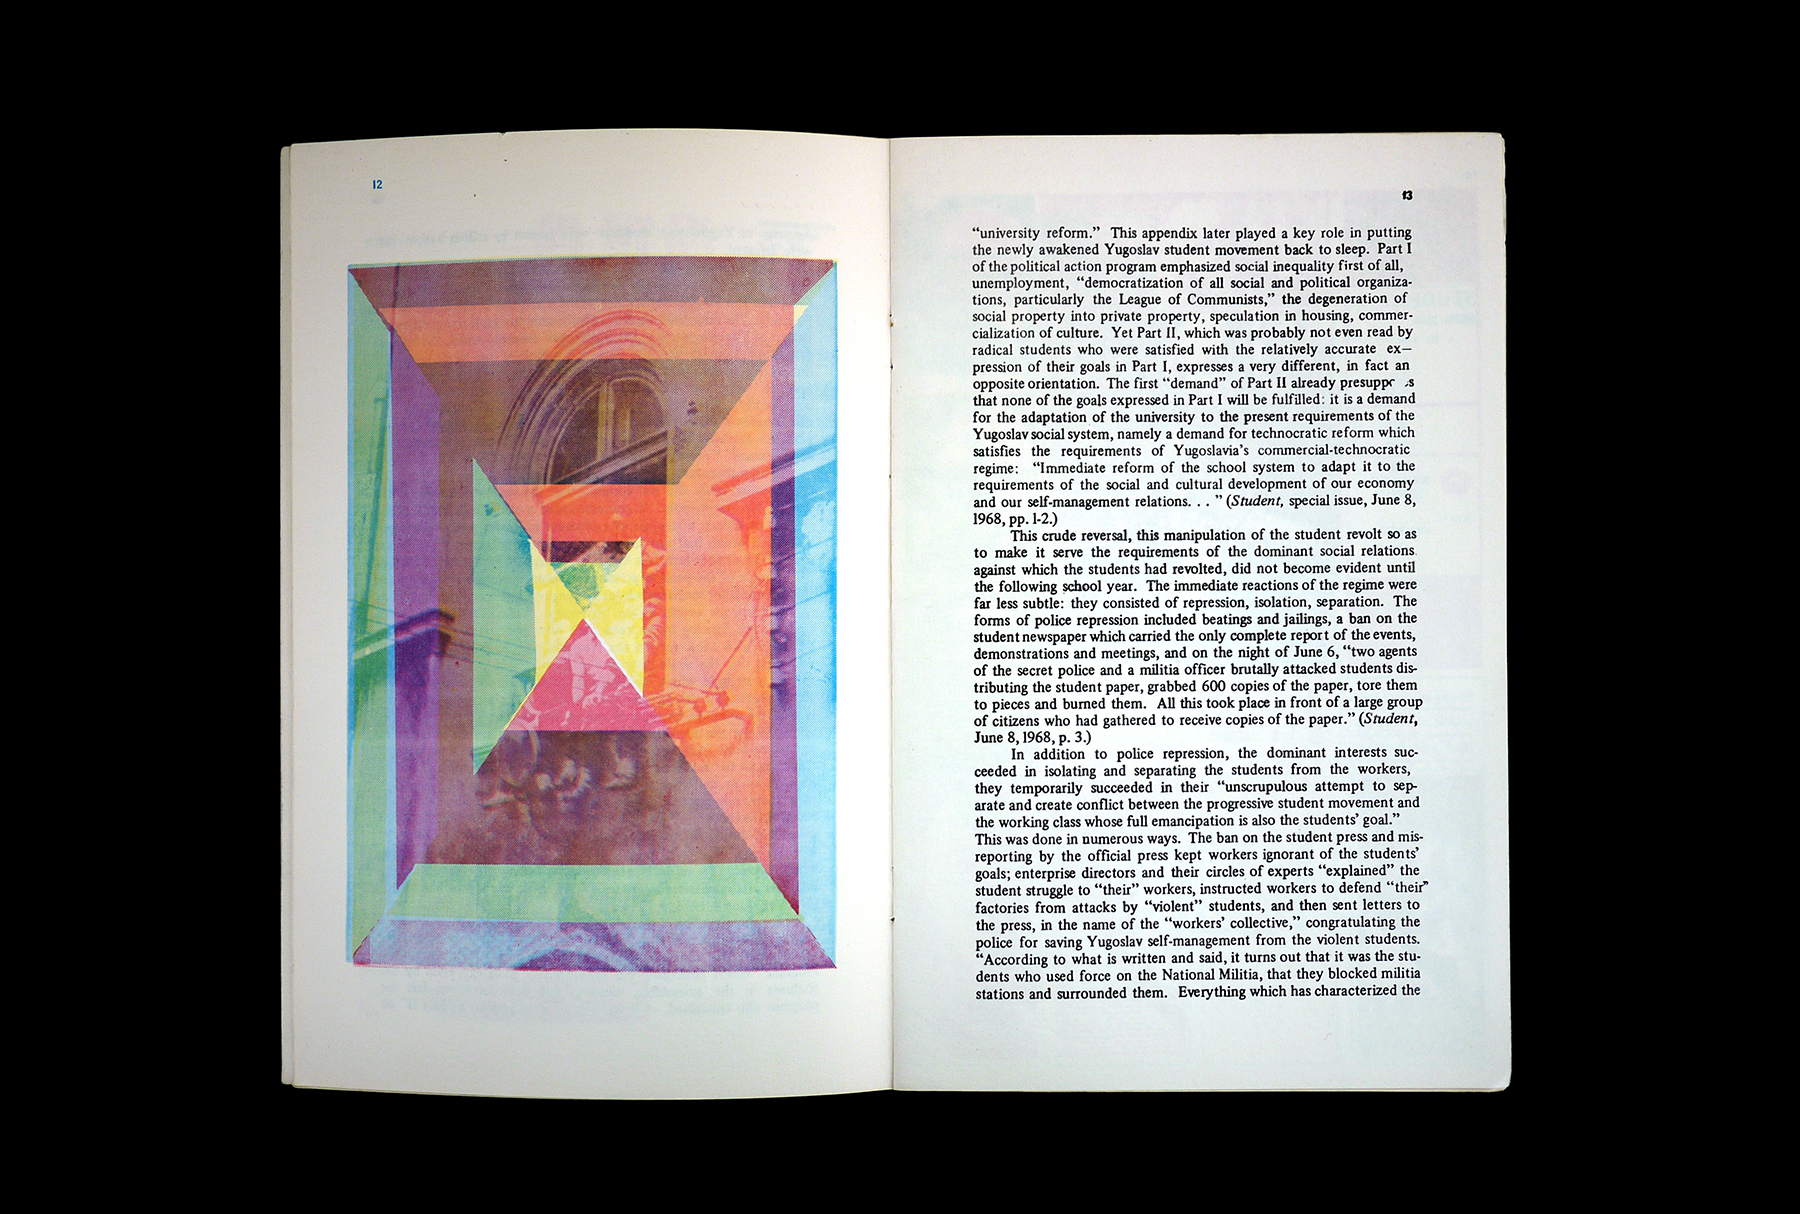 12
13
“university reform.” This appendix later played a key role in putting
the newly awakened Yugoslav student movement back to sleep. Part I
of the political action program emphasized social inequality first of all,
unemployment, “democratization of all social and political organiza-
tions, particularly the League of Communists,” the degeneration of
social property into private property, speculation in housing, commer-
cialization of culture. Yet Part II, which was probably not even read by
radical students who were satisfied with the relatively accurate ex—
pression of their goals in Part I, expresses a very different, in fact an
opposite orientation. The first “demand” of Part II already
that none of the goals expressed in Part I will be fulfilled: it is a demand
for the adaptation of the university to the present requirements of the
Yugoslav social system, namely a demand for technocratic reform which
satisfies the requirements of Yugoslavia’s commercial-technocratic
regime: “Immediate reform of the school system to adapt it to the
requirements of the social and cultural development of our economy
and our self-management relations. . . ” (Student, special issue, June 8,
1968, pp. 1-2.)
This crude reversal, this manipulation of the student revolt so as
to make it serve the requirements of the dominant social relations
against which the students had revolted, did not become evident until
the following school year. The immediate reactions of the regime were
far less subtle: they consisted of repression, isolation, separation. The
forms of police repression included beatings and jailings, a ban on the
student newspaper which carried the only complete report of the events,
demonstrations and meetings, and on the night of June 6, “two agents
of the secret police and a militia officer brutally attacked students dis-
tributing the student paper, grabbed 600 copies of the paper, tore them
to pieces and burned them. All this took place in front of a large group
of citizens who had gathered to receive copies of the paper.” (Student,
June 8, 1968, p. 3.)
In addition to police repression, the dominant interests suc-
ceeded in isolating and separating the students from the workers,
they temporarily succeeded in their “unscrupulous attempt to sep-
arate and create conflict between the progressive student movement and
the working class whose full emancipation is also the students’ goal.”
This was done in numerous ways. The ban on the student press and mis-
reporting by the official press kept workers ignorant of the students’
goals; enterprise directors and their circles of experts “explained” the
student struggle to “their” workers, instructed workers to defend “their”
factories from attacks by “violent” students, and then sent letters to
the press, in the name of the “workers’ collective,” congratulating the
police for saving Yugoslav self-management from the violent students.
“According to what is written and said, it turns out that it was the stu-
dents who used force on the National Militia, that they blocked militia
stations and surrounded them. Everything which has characterized the